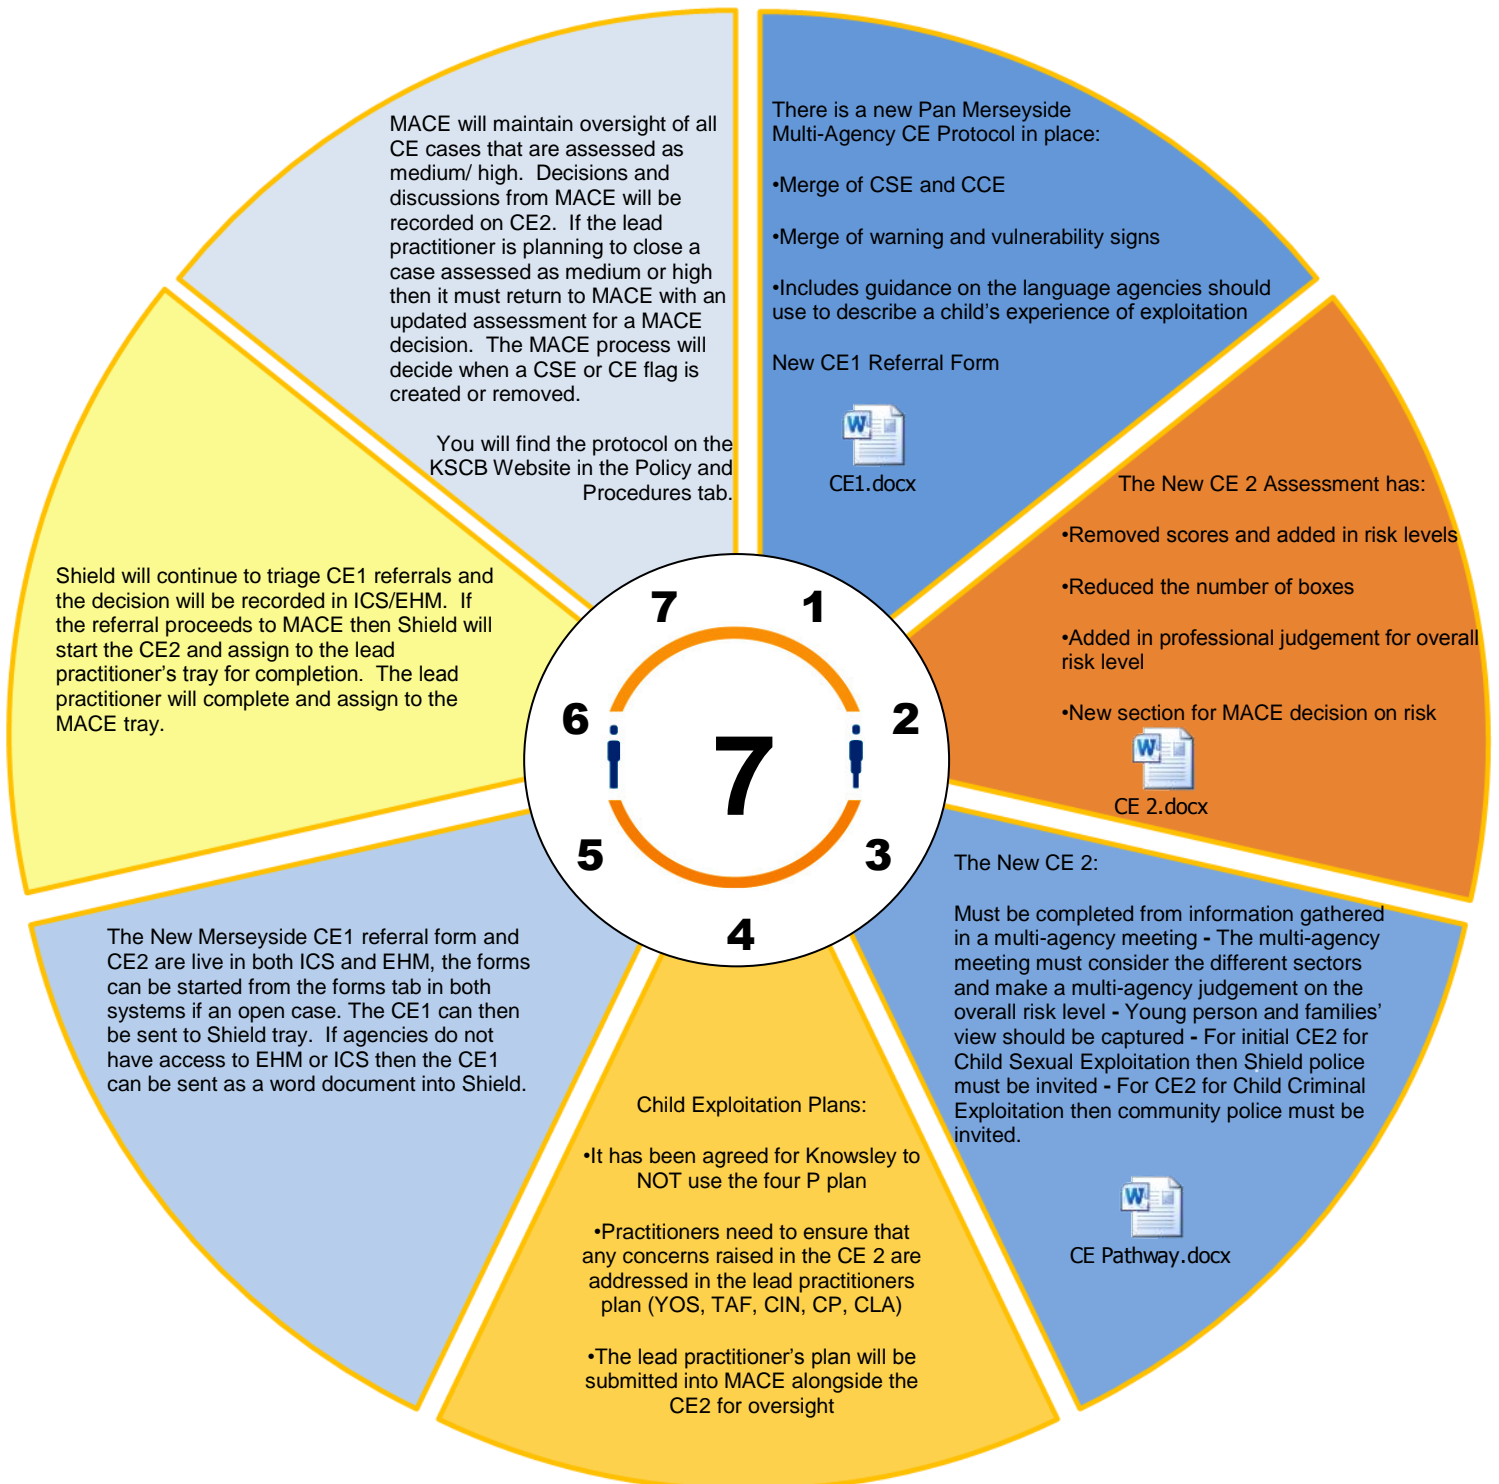 There is a new Pan Merseyside
Multi-Agency CE Protocol in place:
•Merge of CSE and CCE
•Merge of warning and vulnerability signs
•Includes guidance on the language agencies should
use to describe a child's experience of exploitation
New CE1 Referral Form
CE1.docx
The New CE 2 Assessment has:
•Removed scores and added in risk levels
•Reduced the number of boxes
•Added in professional judgement for overall
risk level
•New section for MACE decision on risk
CE 2.docx
The New CE 2:
Must be completed from information gathered
in a multi-agency meeting - The multi-agency
meeting must consider the different sectors
and make a multi-agency judgement on the
overall risk level - Young person and families'
view should be captured - For initial CE2 for
Child Sexual Exploitation then Shield police
must be invited - For CE2 for Child Criminal
Exploitation then community police must be
invited.
CE Pathway.docx
Child Exploitation Plans:
•It has been agreed for Knowsley to
NOT use the four P plan
•Practitioners need to ensure that
any concerns raised in the CE 2 are
addressed in the lead practitioners
plan (YOS, TAF, CIN, CP, CLA)
•The lead practitioner's plan will be
submitted into MACE alongside the
CE2 for oversight
The New Merseyside CE1 referral form and
CE2 are live in both ICS and EHM, the forms
can be started from the forms tab in both
systems if an open case. The CE1 can then
be sent to Shield tray.  If agencies do not
have access to EHM or ICS then the CE1
can be sent as a word document into Shield.
Shield will continue to triage CE1 referrals and
the decision will be recorded in ICS/EHM.  If
the referral proceeds to MACE then Shield will
start the CE2 and assign to the lead
practitioner's tray for completion.  The lead
practitioner will complete and assign to the
MACE tray.
MACE will maintain oversight of all
CE cases that are assessed as
medium/ high.  Decisions and
discussions from MACE will be
recorded on CE2.  If the lead
practitioner is planning to close a
case assessed as medium or high
then it must return to MACE with an
updated assessment for a MACE
decision.  The MACE process will
decide when a CSE or CE flag is
created or removed.
You will find the protocol on the
KSCB Website in the Policy and
Procedures tab.
1
2
3
4
5
6
7
7
W
W
W